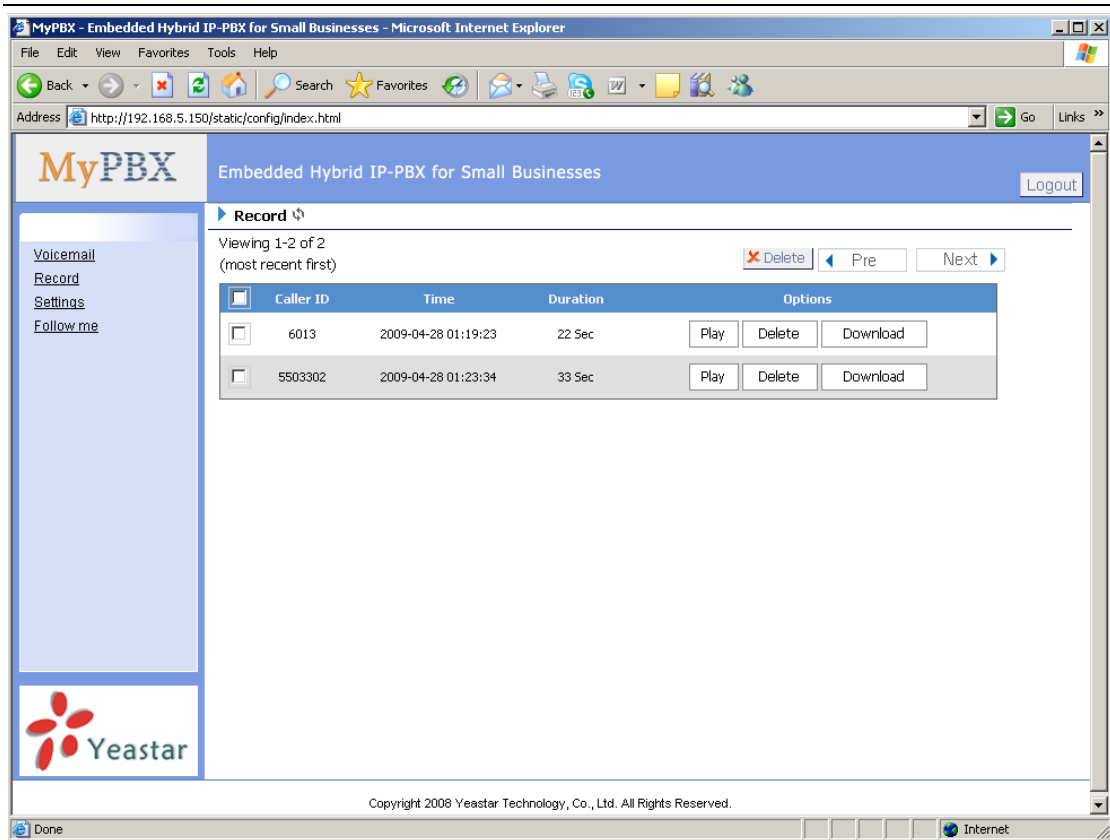 MyPBX - Embedded Hybrid IP-PBX for Small Businesses - Microsoft Internet Explorer
File Edit View Favorites Tools Help
Back Search Favorites
Address http://192.168.5.150/static/config/index.html Go Links »
MyPBX
Embedded Hybrid IP-PBX for Small Businesses
Logout
Voicemail
Record
Settings
Follow me
Record
Viewing 1-2 of 2
(most recent first)
Delete Pre Next
Caller ID Time Duration Options
6013 2009-04-28 01:19:23 22 Sec Play Delete Download
5503302 2009-04-28 01:23:34 33 Sec Play Delete Download
Yeastar
Copyright 2008 Yeastar Technology, Co., Ltd. All Rights Reserved.
Done Internet